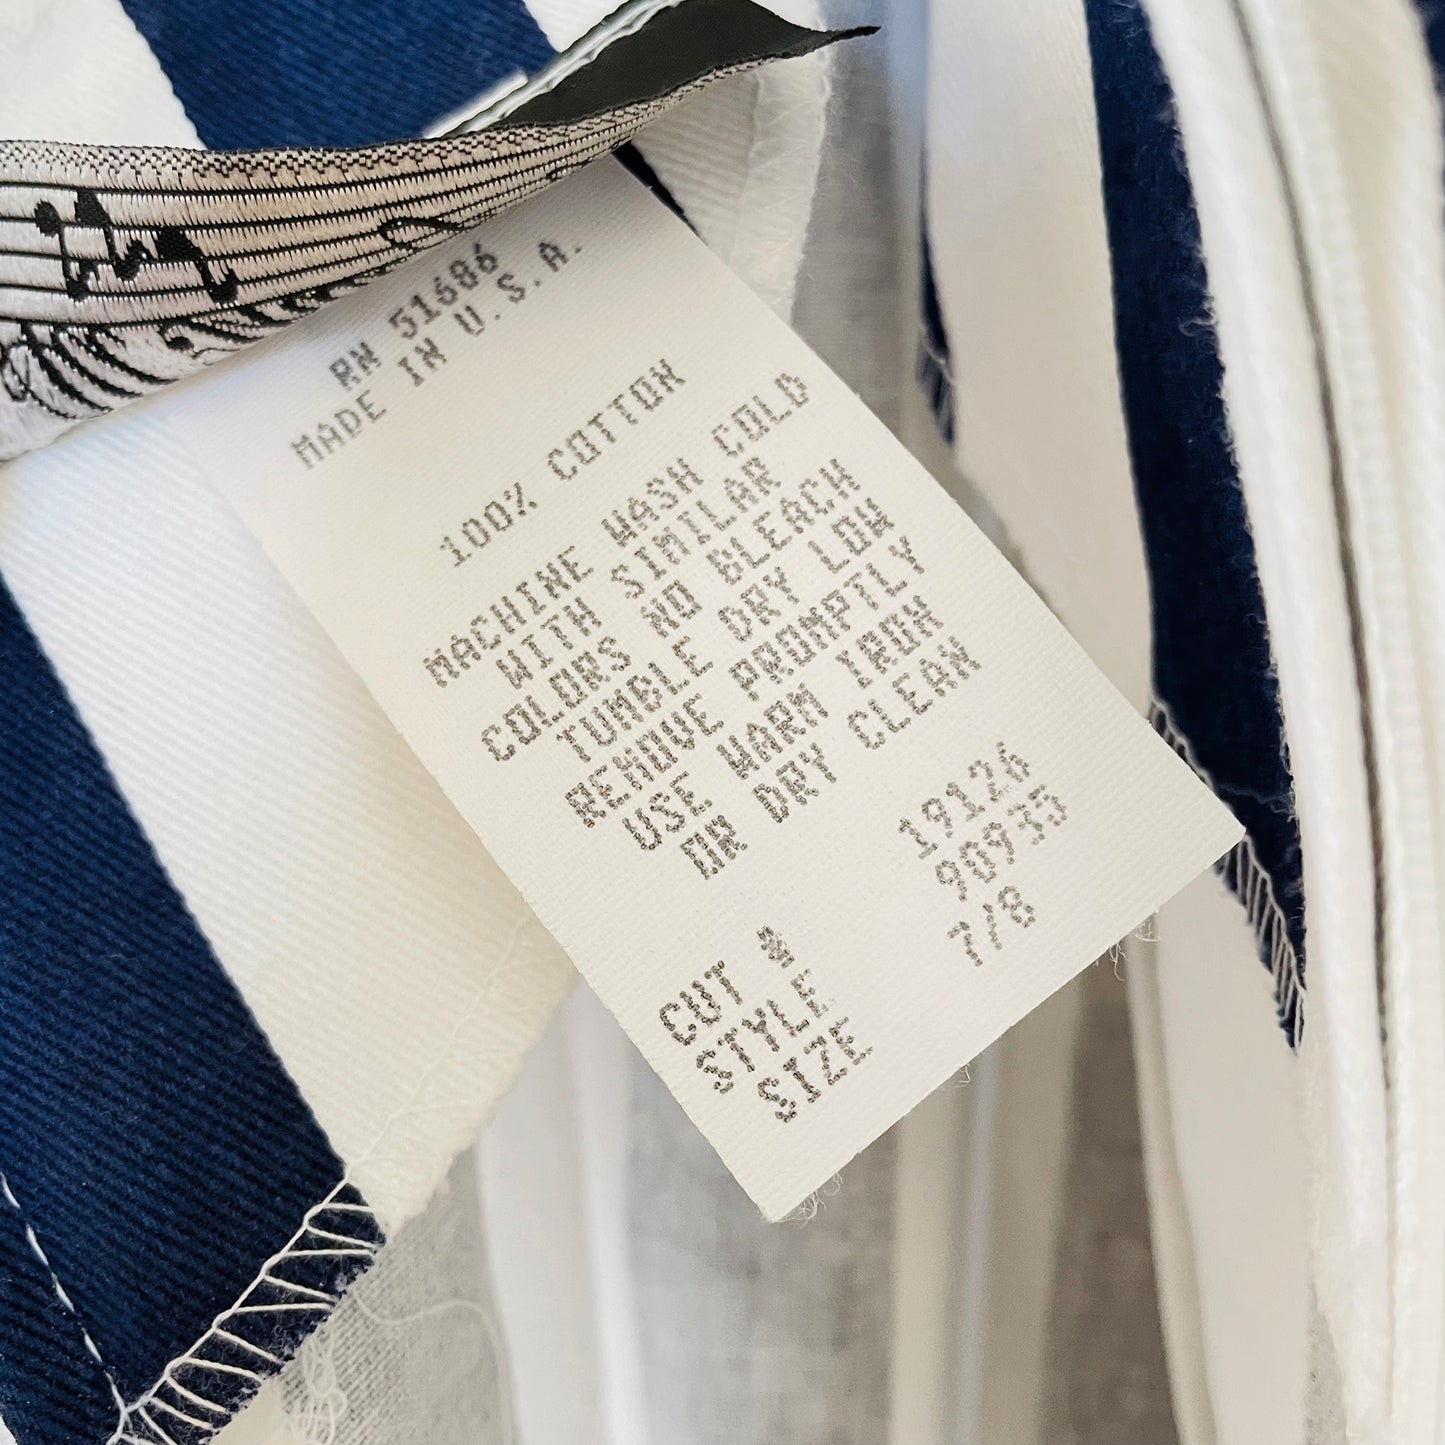 RN 51686
MADE IN U.S.A.
100% COTTON
MACHINE WASH COLD
WITH SIMILAR
COLORS NO BLEACH
TUMBLE DRY LOW
REMOVE PROMPTLY
USE WARM IRON
OR DRY CLEAN
CUT # 19126
STYLE 90935
SIZE 7/8